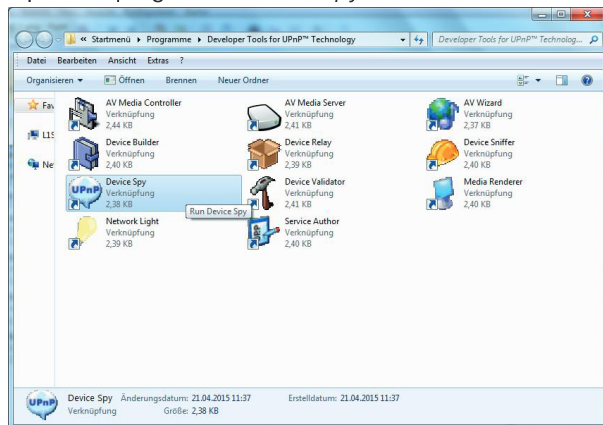 « Startmenü ▸ Programme ▸ Developer Tools for UPnP™ Technology
Developer Tools for UPnP™ Technolog...
Datei Bearbeiten Ansicht Extras ?
Organisieren Öffnen Brennen Neuer Ordner
Fav
L1S
Ne
AV Media Controller
Verknüpfung
2,44 KB
AV Media Server
Verknüpfung
2,41 KB
AV Wizard
Verknüpfung
2,37 KB
Device Builder
Verknüpfung
2,40 KB
Device Relay
Verknüpfung
2,39 KB
Device Sniffer
Verknüpfung
2,40 KB
UPnP
Device Spy
Verknüpfung
2,38 KB
Run Device Spy
Device Validator
Verknüpfung
2,41 KB
Media Renderer
Verknüpfung
2,40 KB
Network Light
Verknüpfung
2,39 KB
Service Author
Verknüpfung
2,40 KB
UPnP
Device Spy Änderungsdatum: 21.04.2015 11:37 Erstelldatum: 21.04.2015 11:37
Verknüpfung Größe: 2,38 KB